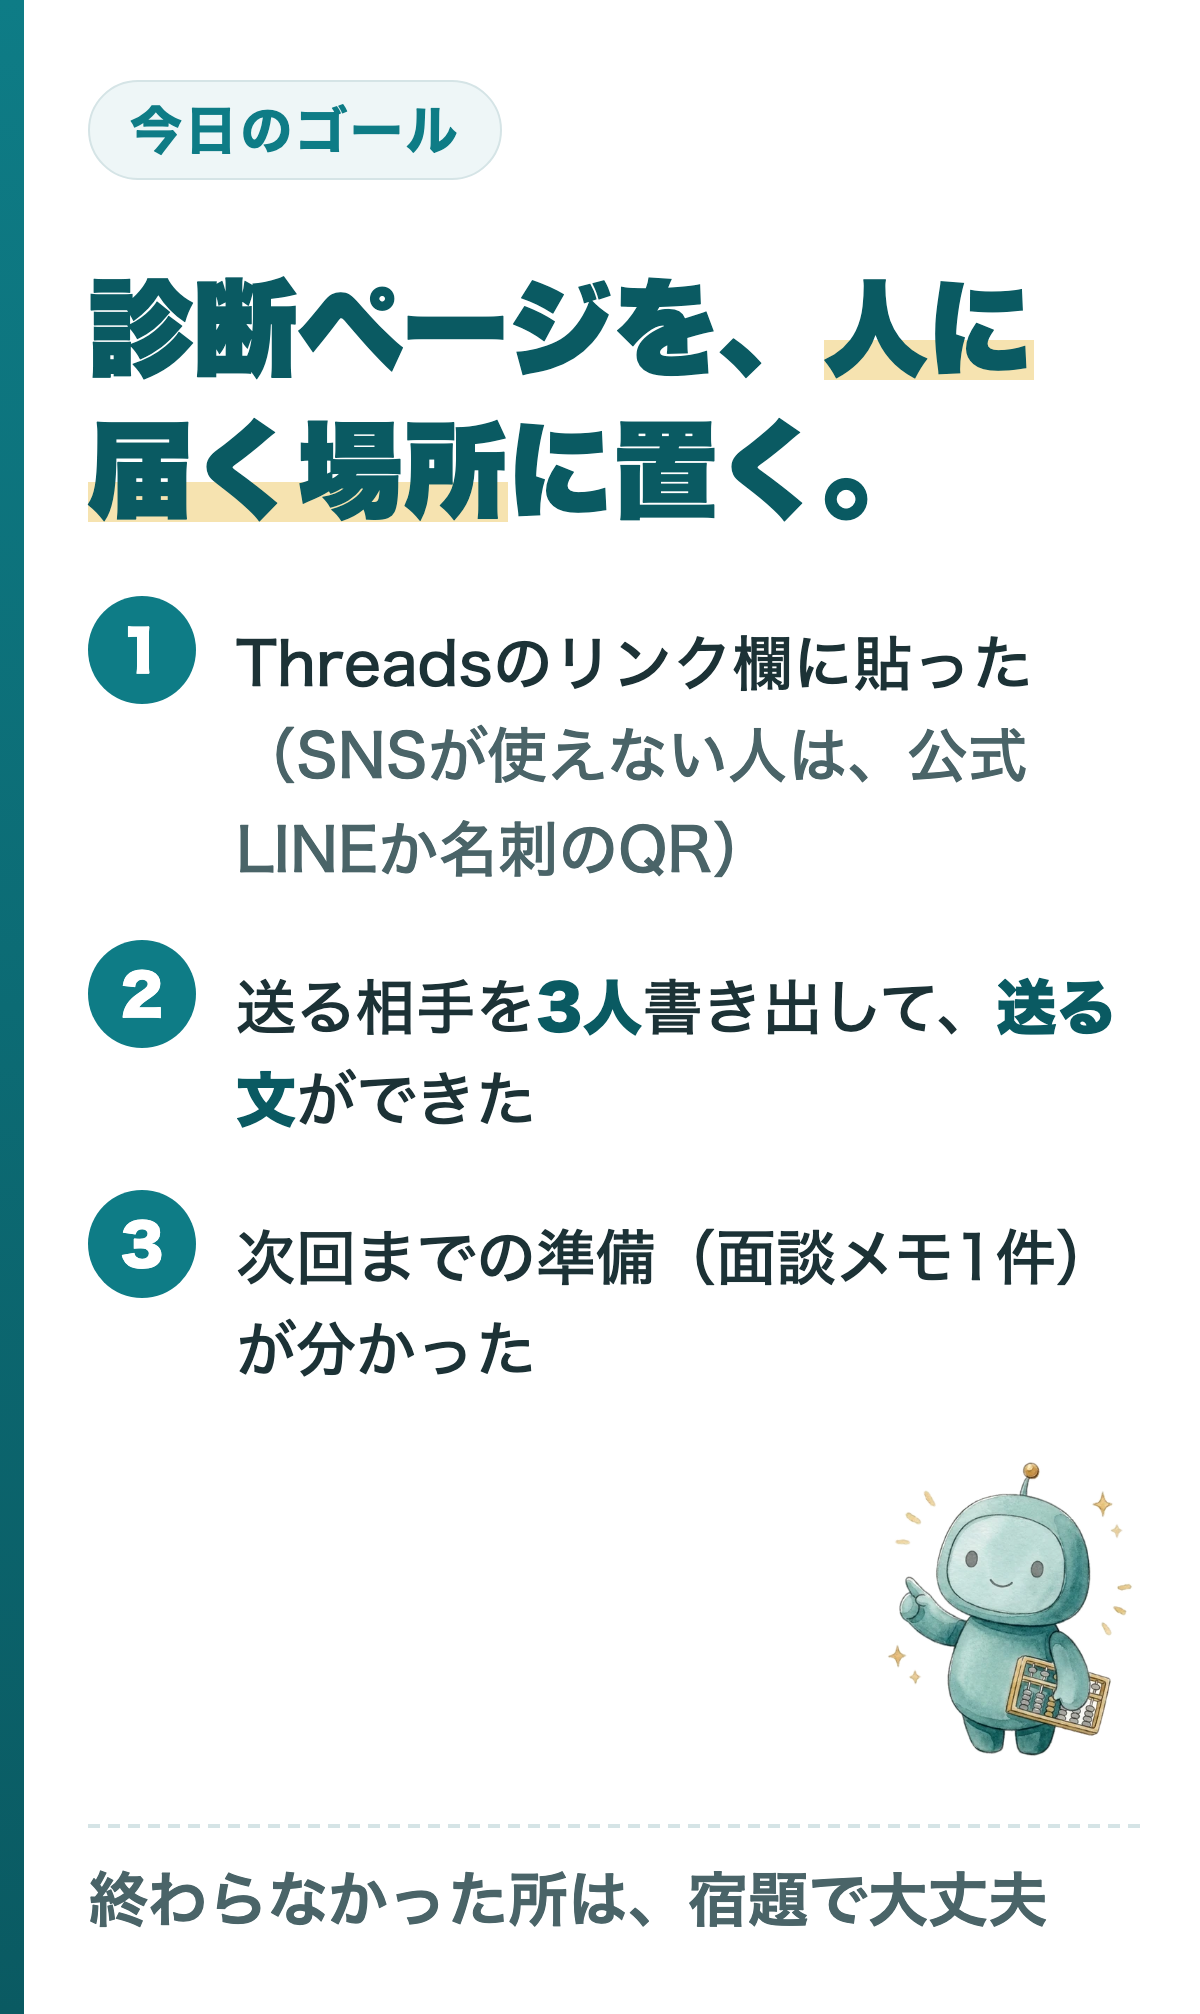 今日のゴール
診断ページを、人に
届く場所に置く。
1 Threadsのリンク欄に貼った
（SNSが使えない人は、公式
LINEか名刺のQR）
2 送る相手を3人書き出して、送る
文ができた
3 次回までの準備（面談メモ1件）
が分かった
終わらなかった所は、宿題で大丈夫